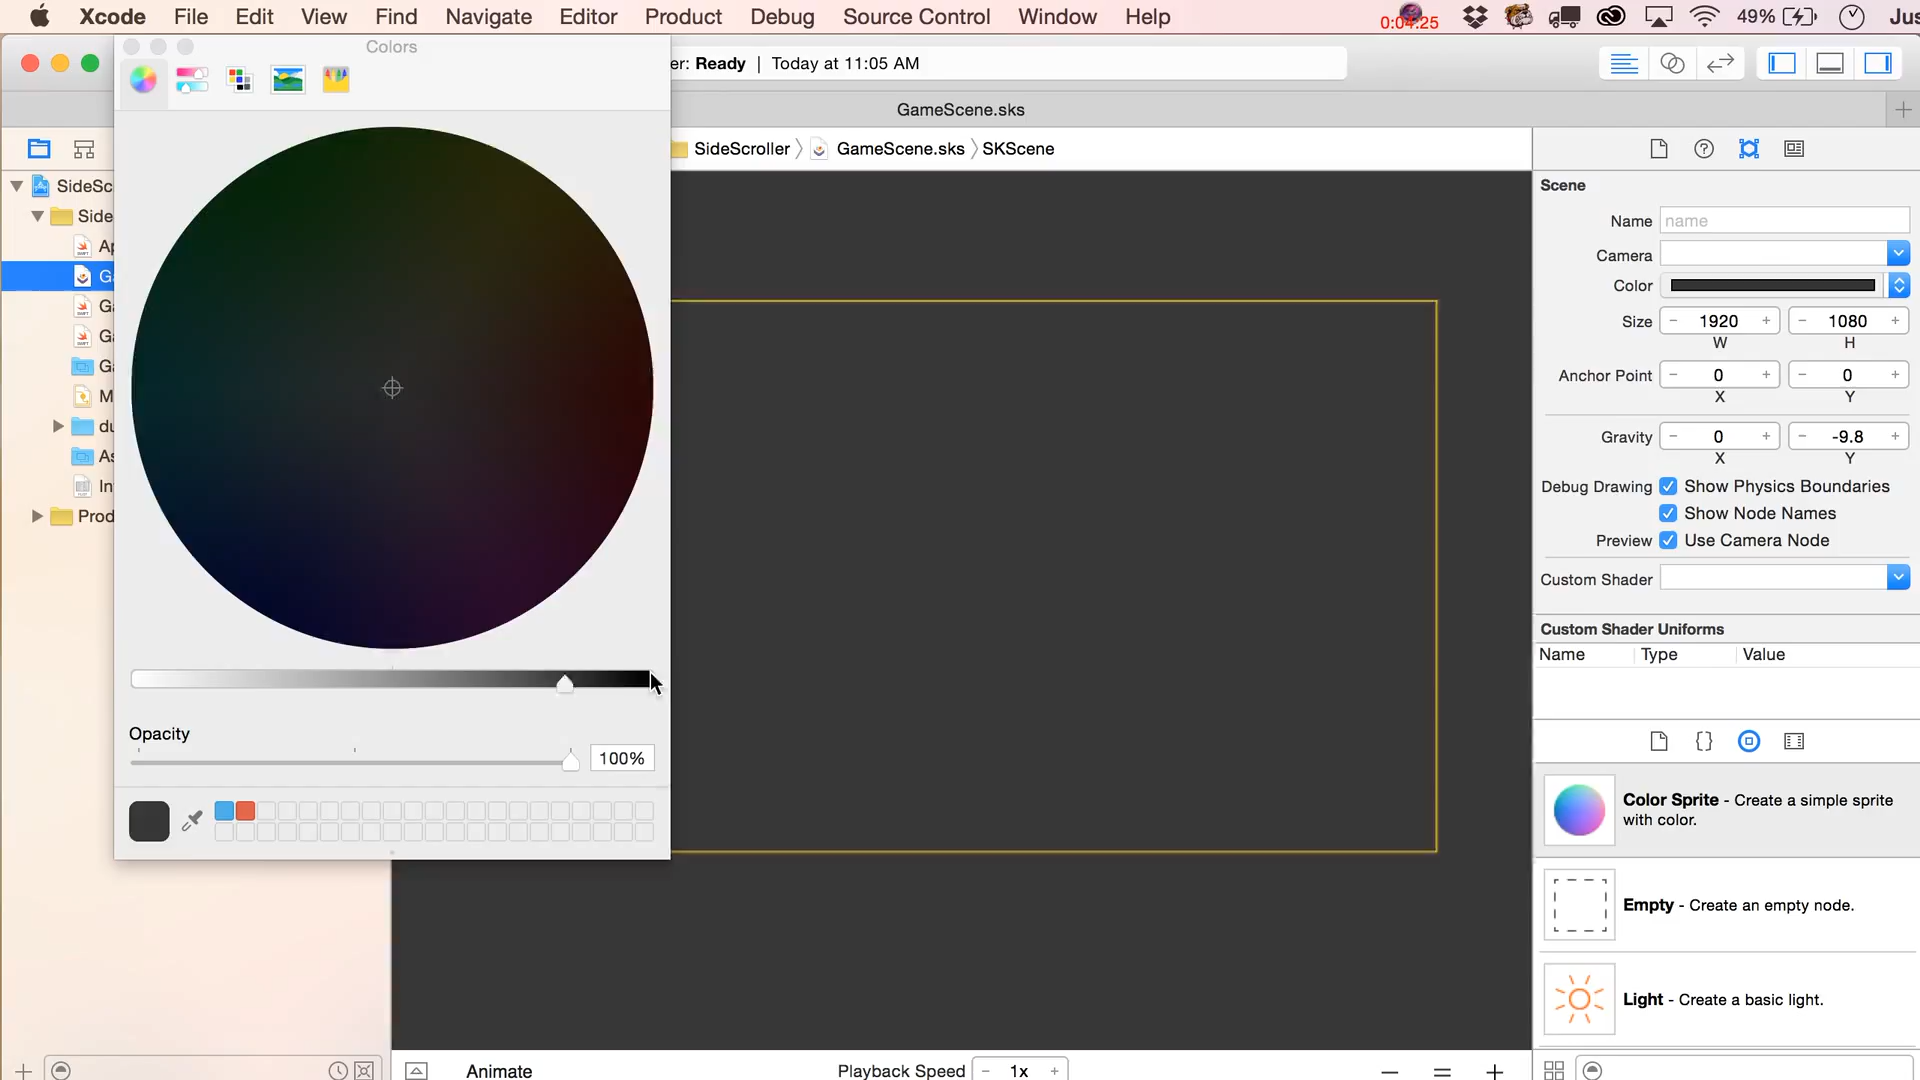 Xcode File Edit View Find Navigate Editor Product Debug Source Control Window Help 0:04:25 49% Jus
Colors
er: Ready | Today at 11:05 AM
GameScene.sks
SideScroller GameScene.sks SKScene
SideSc
Side
Ap
Ga
Ga
Ga
Ga
M
du
As
In
Prod
Opacity
100%
Scene
Name name
Camera
Color
Size 1920 1080
W H
Anchor Point 0 0
X Y
Gravity 0 -9.8
X Y
Debug Drawing Show Physics Boundaries
Show Node Names
Preview Use Camera Node
Custom Shader
Custom Shader Uniforms
Name Type Value
Color Sprite - Create a simple sprite
with color.
Empty - Create an empty node.
Light - Create a basic light.
Animate Playback Speed 1x